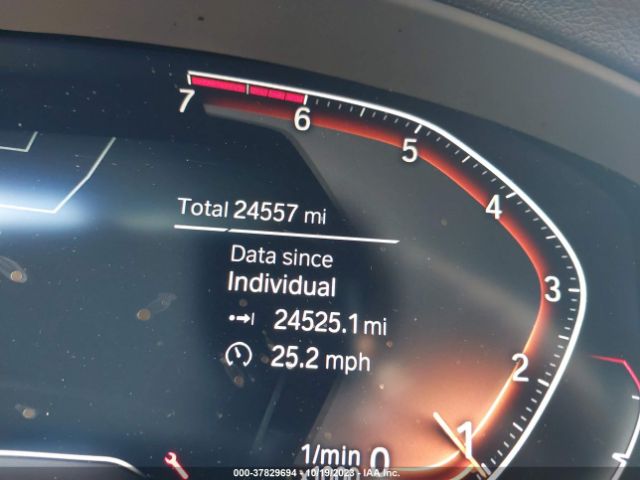 7
6
5
4
Total 24557 mi
Data since
Individual
3
24525.1 mi
25.2 mph
2
1
1/min 0
000-37829694 | 10/19/2023 | IAA Inc.